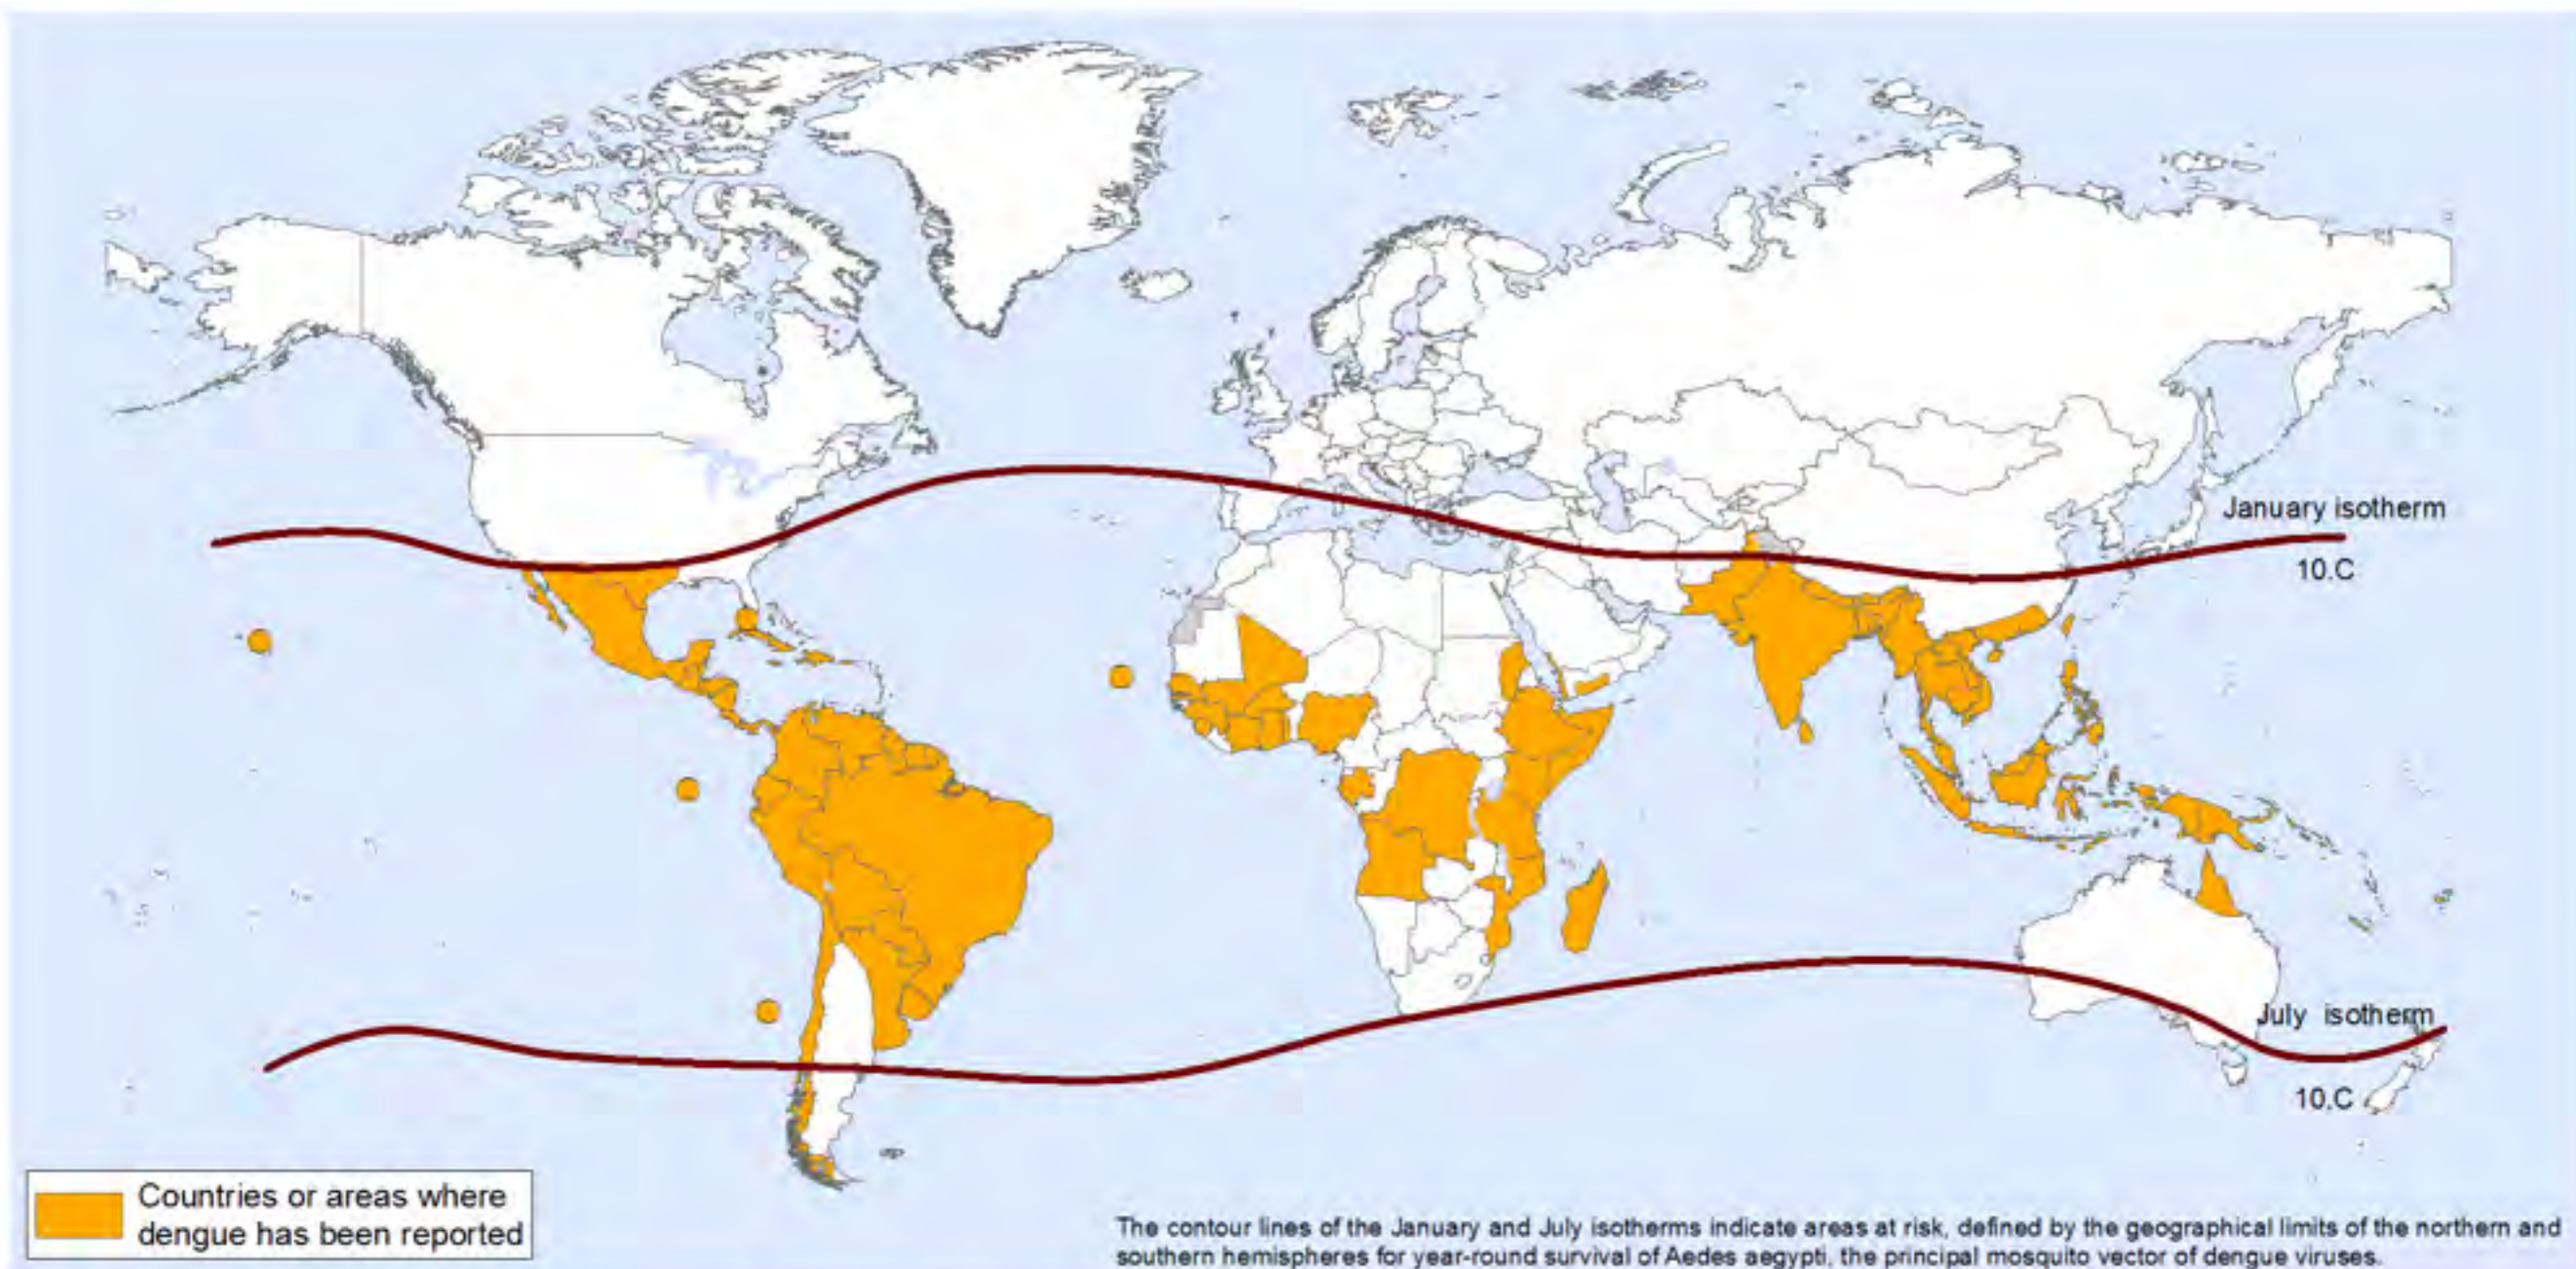 January isotherm
10.C
July isotherm
10.C
Countries or areas where
dengue has been reported
The contour lines of the January and July isotherms indicate areas at risk, defined by the geographical limits of the northern and
southern hemispheres for year-round survival of Aedes aegypti, the principal mosquito vector of dengue viruses.